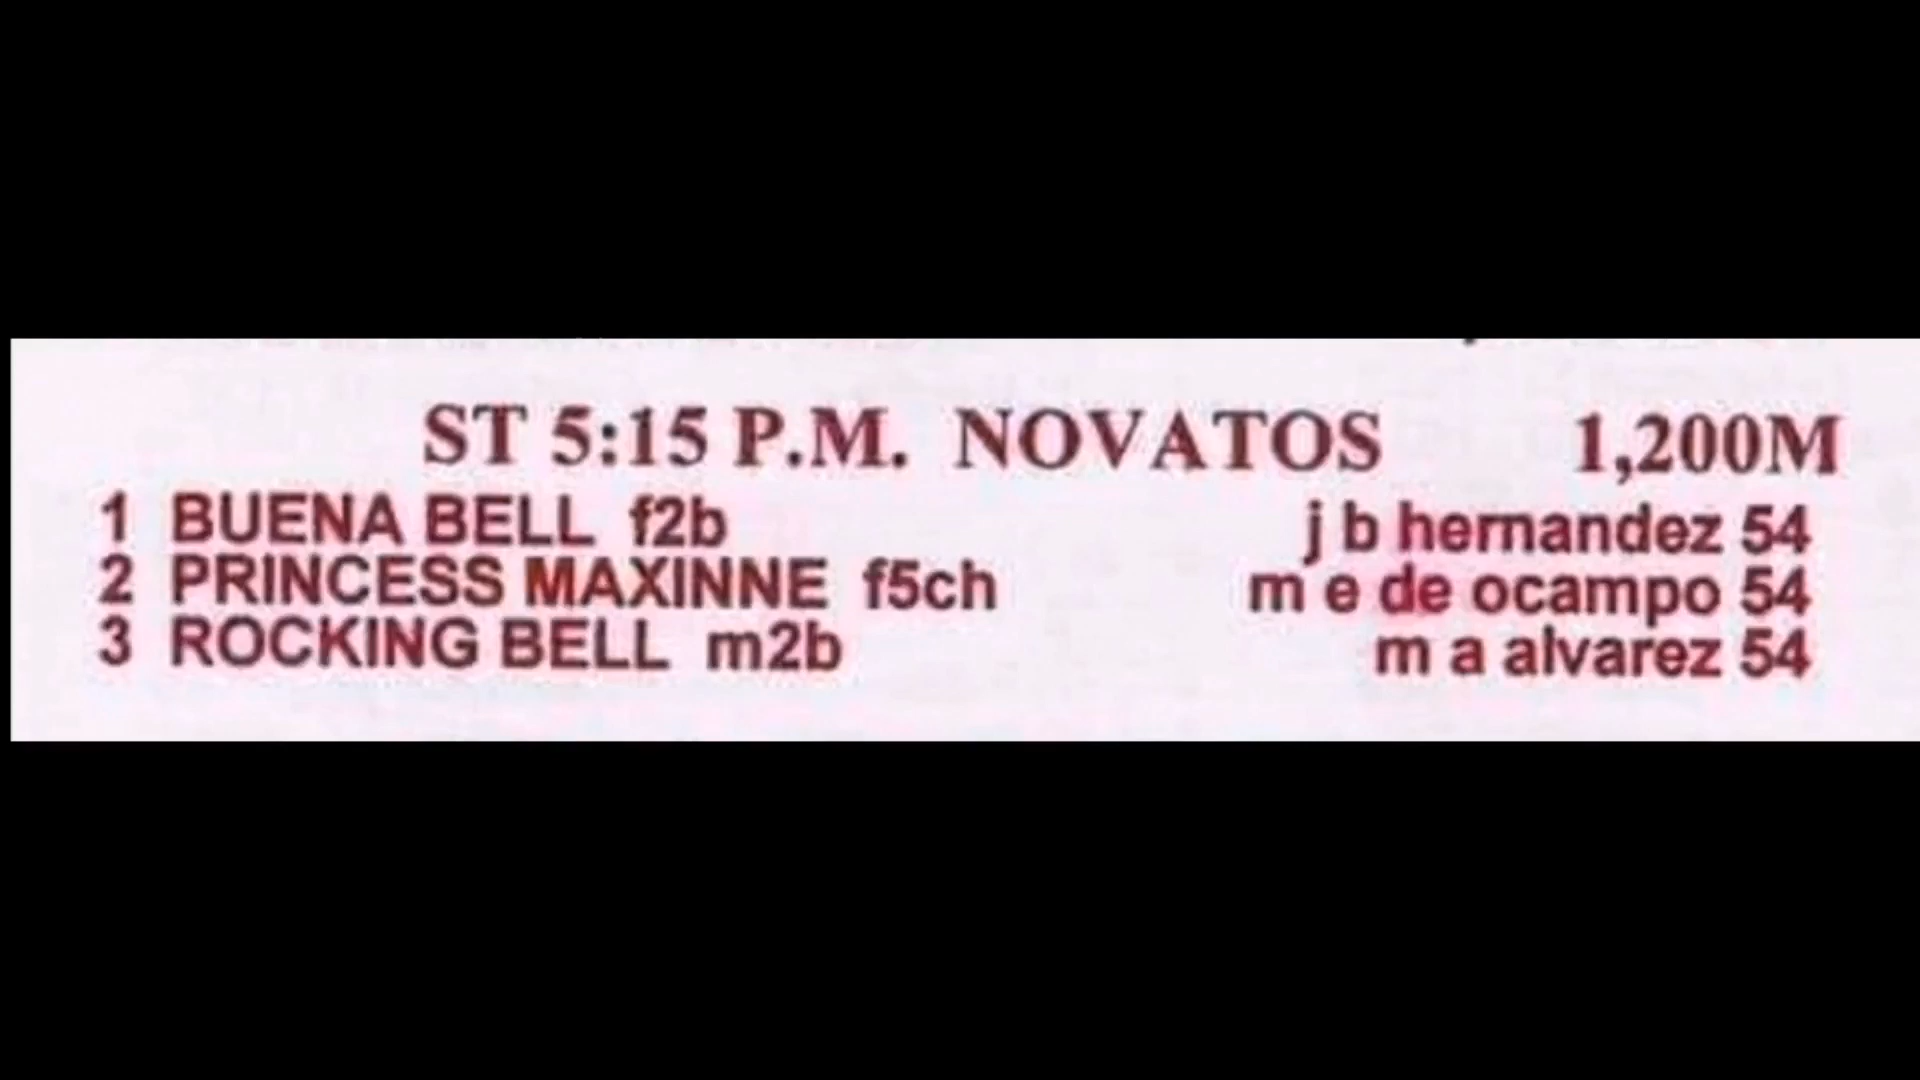 ST 5:15 P.M. NOVATOS 1,200M
1 BUENA BELL f2b j b hernandez 54
2 PRINCESS MAXINNE f5ch m e de ocampo 54
3 ROCKING BELL m2b m a alvarez 54